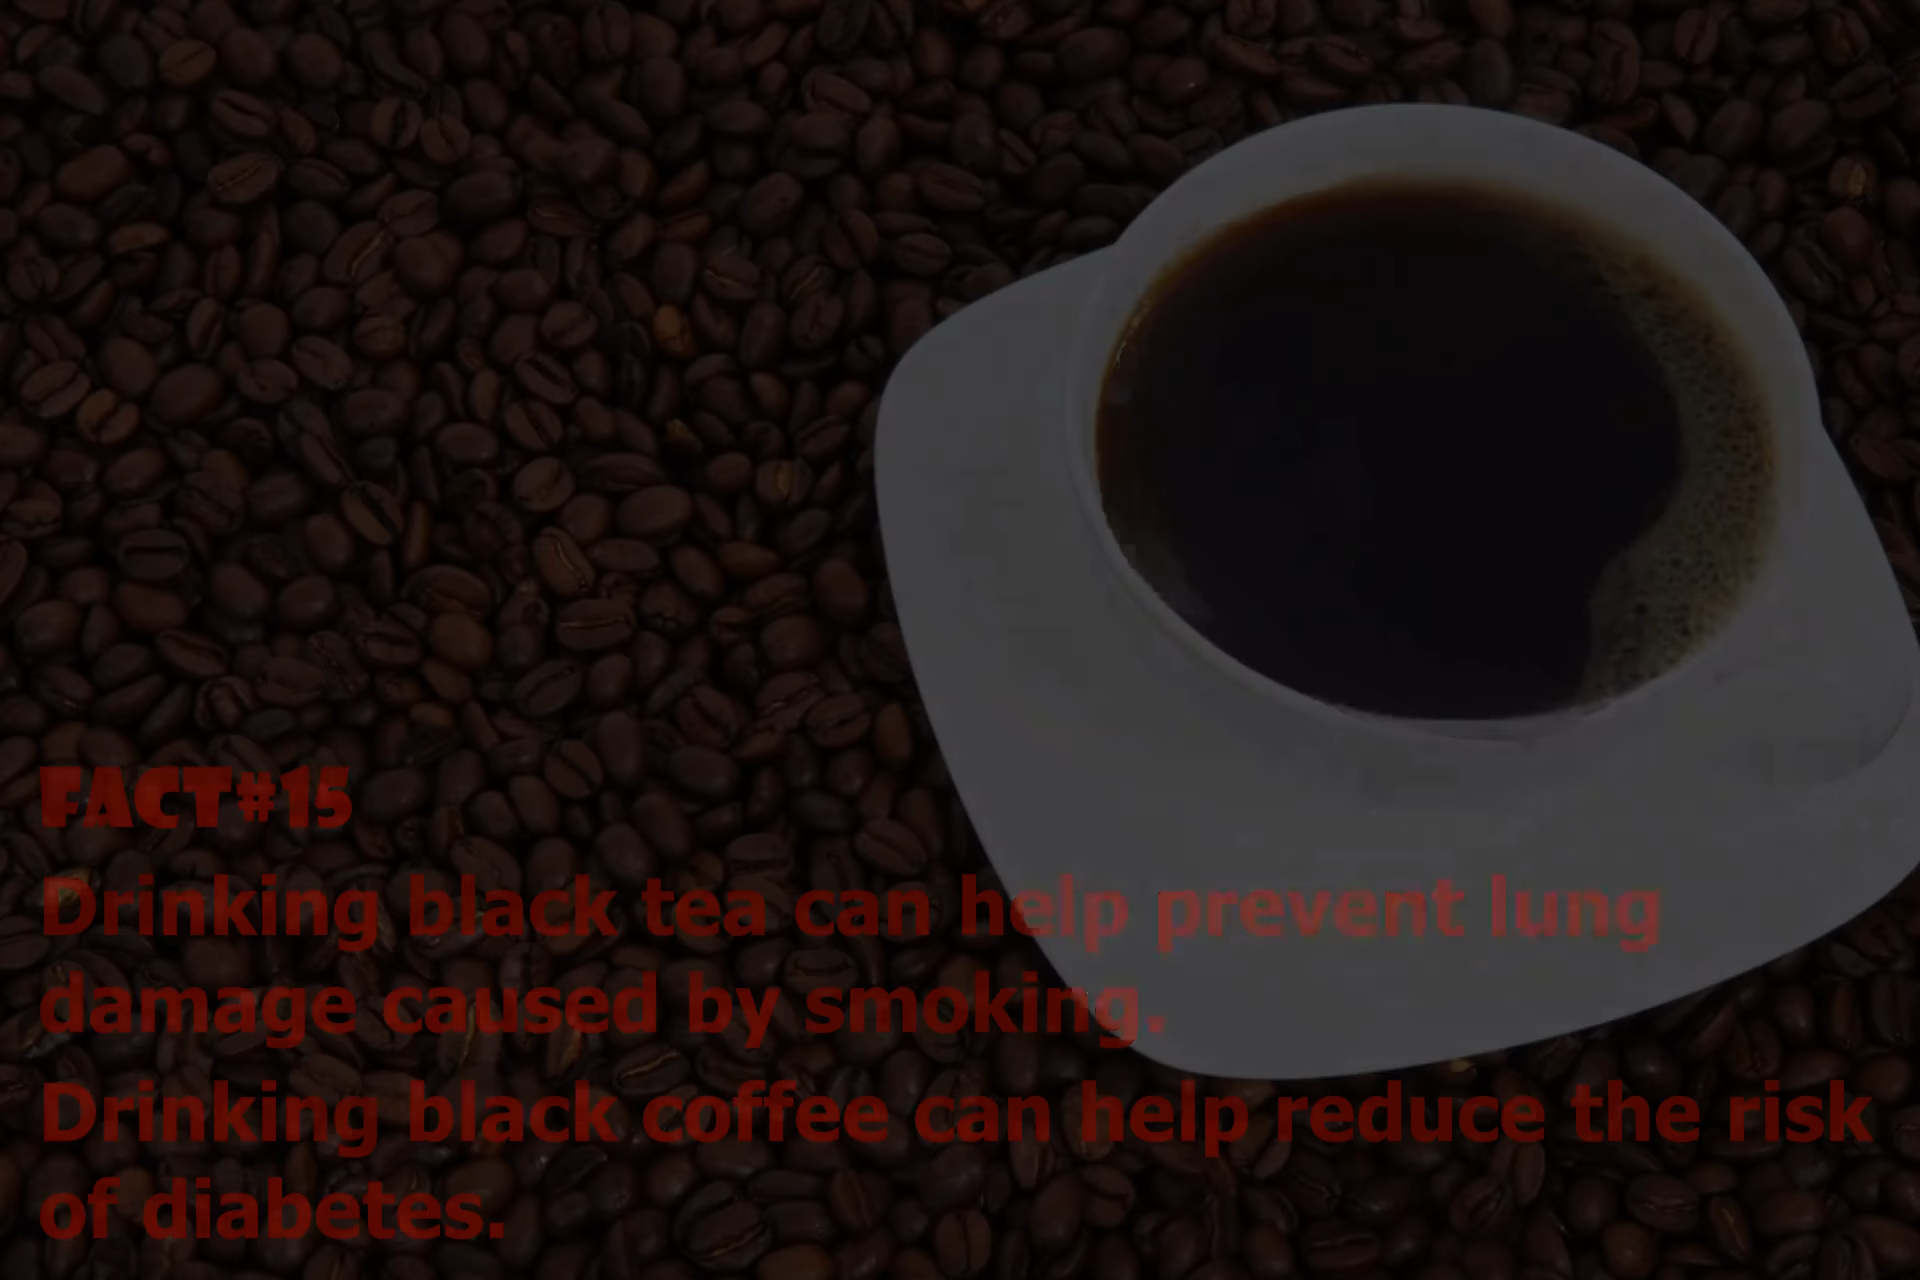 FACT#15
Drinking black tea can help prevent lung
damage caused by smoking.
Drinking black coffee can help reduce the risk
of diabetes.